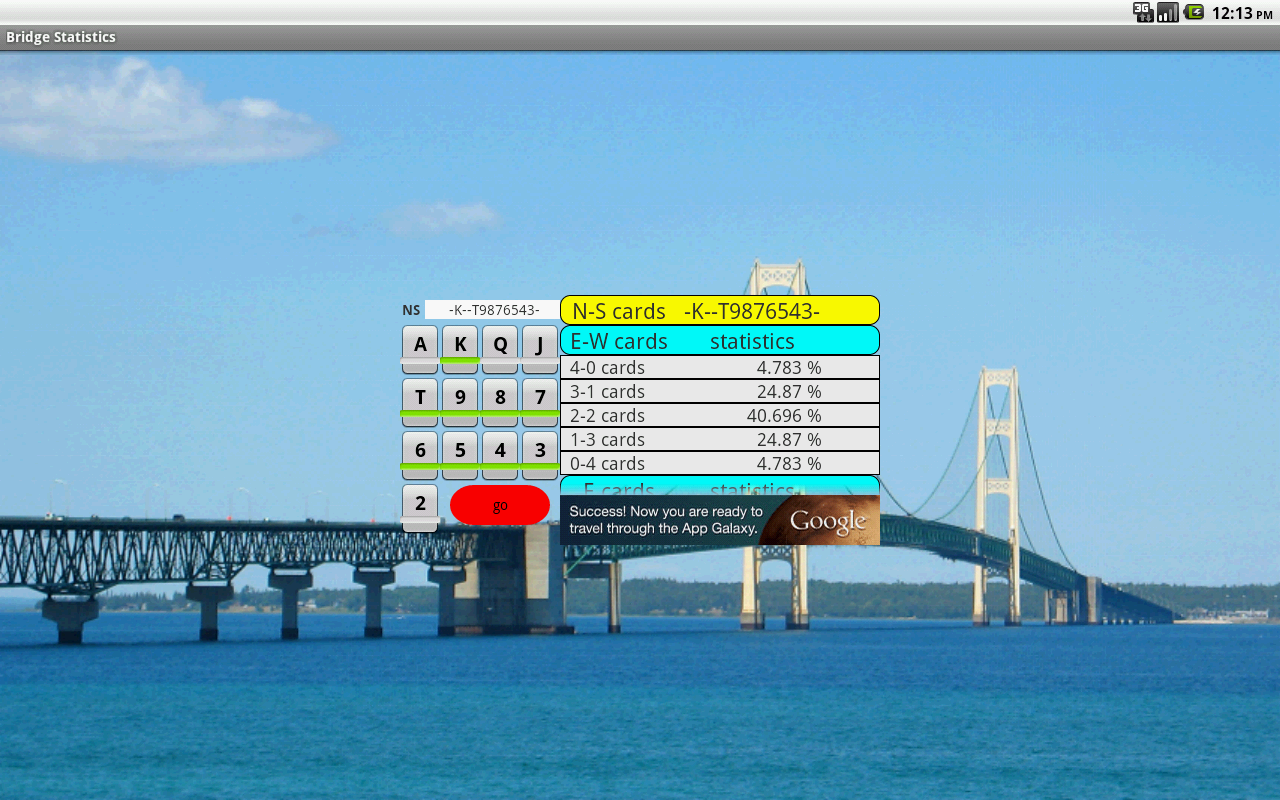 3G 12:13 PM
Bridge Statistics
NS -K--T9876543-
A K Q J
T 9 8 7
6 5 4 3
2 go
N-S cards -K--T9876543-
E-W cards statistics
4-0 cards 4.783 %
3-1 cards 24.87 %
2-2 cards 40.696 %
1-3 cards 24.87 %
0-4 cards 4.783 %
E cards statistics
Success! Now you are ready to
travel through the App Galaxy.
Google